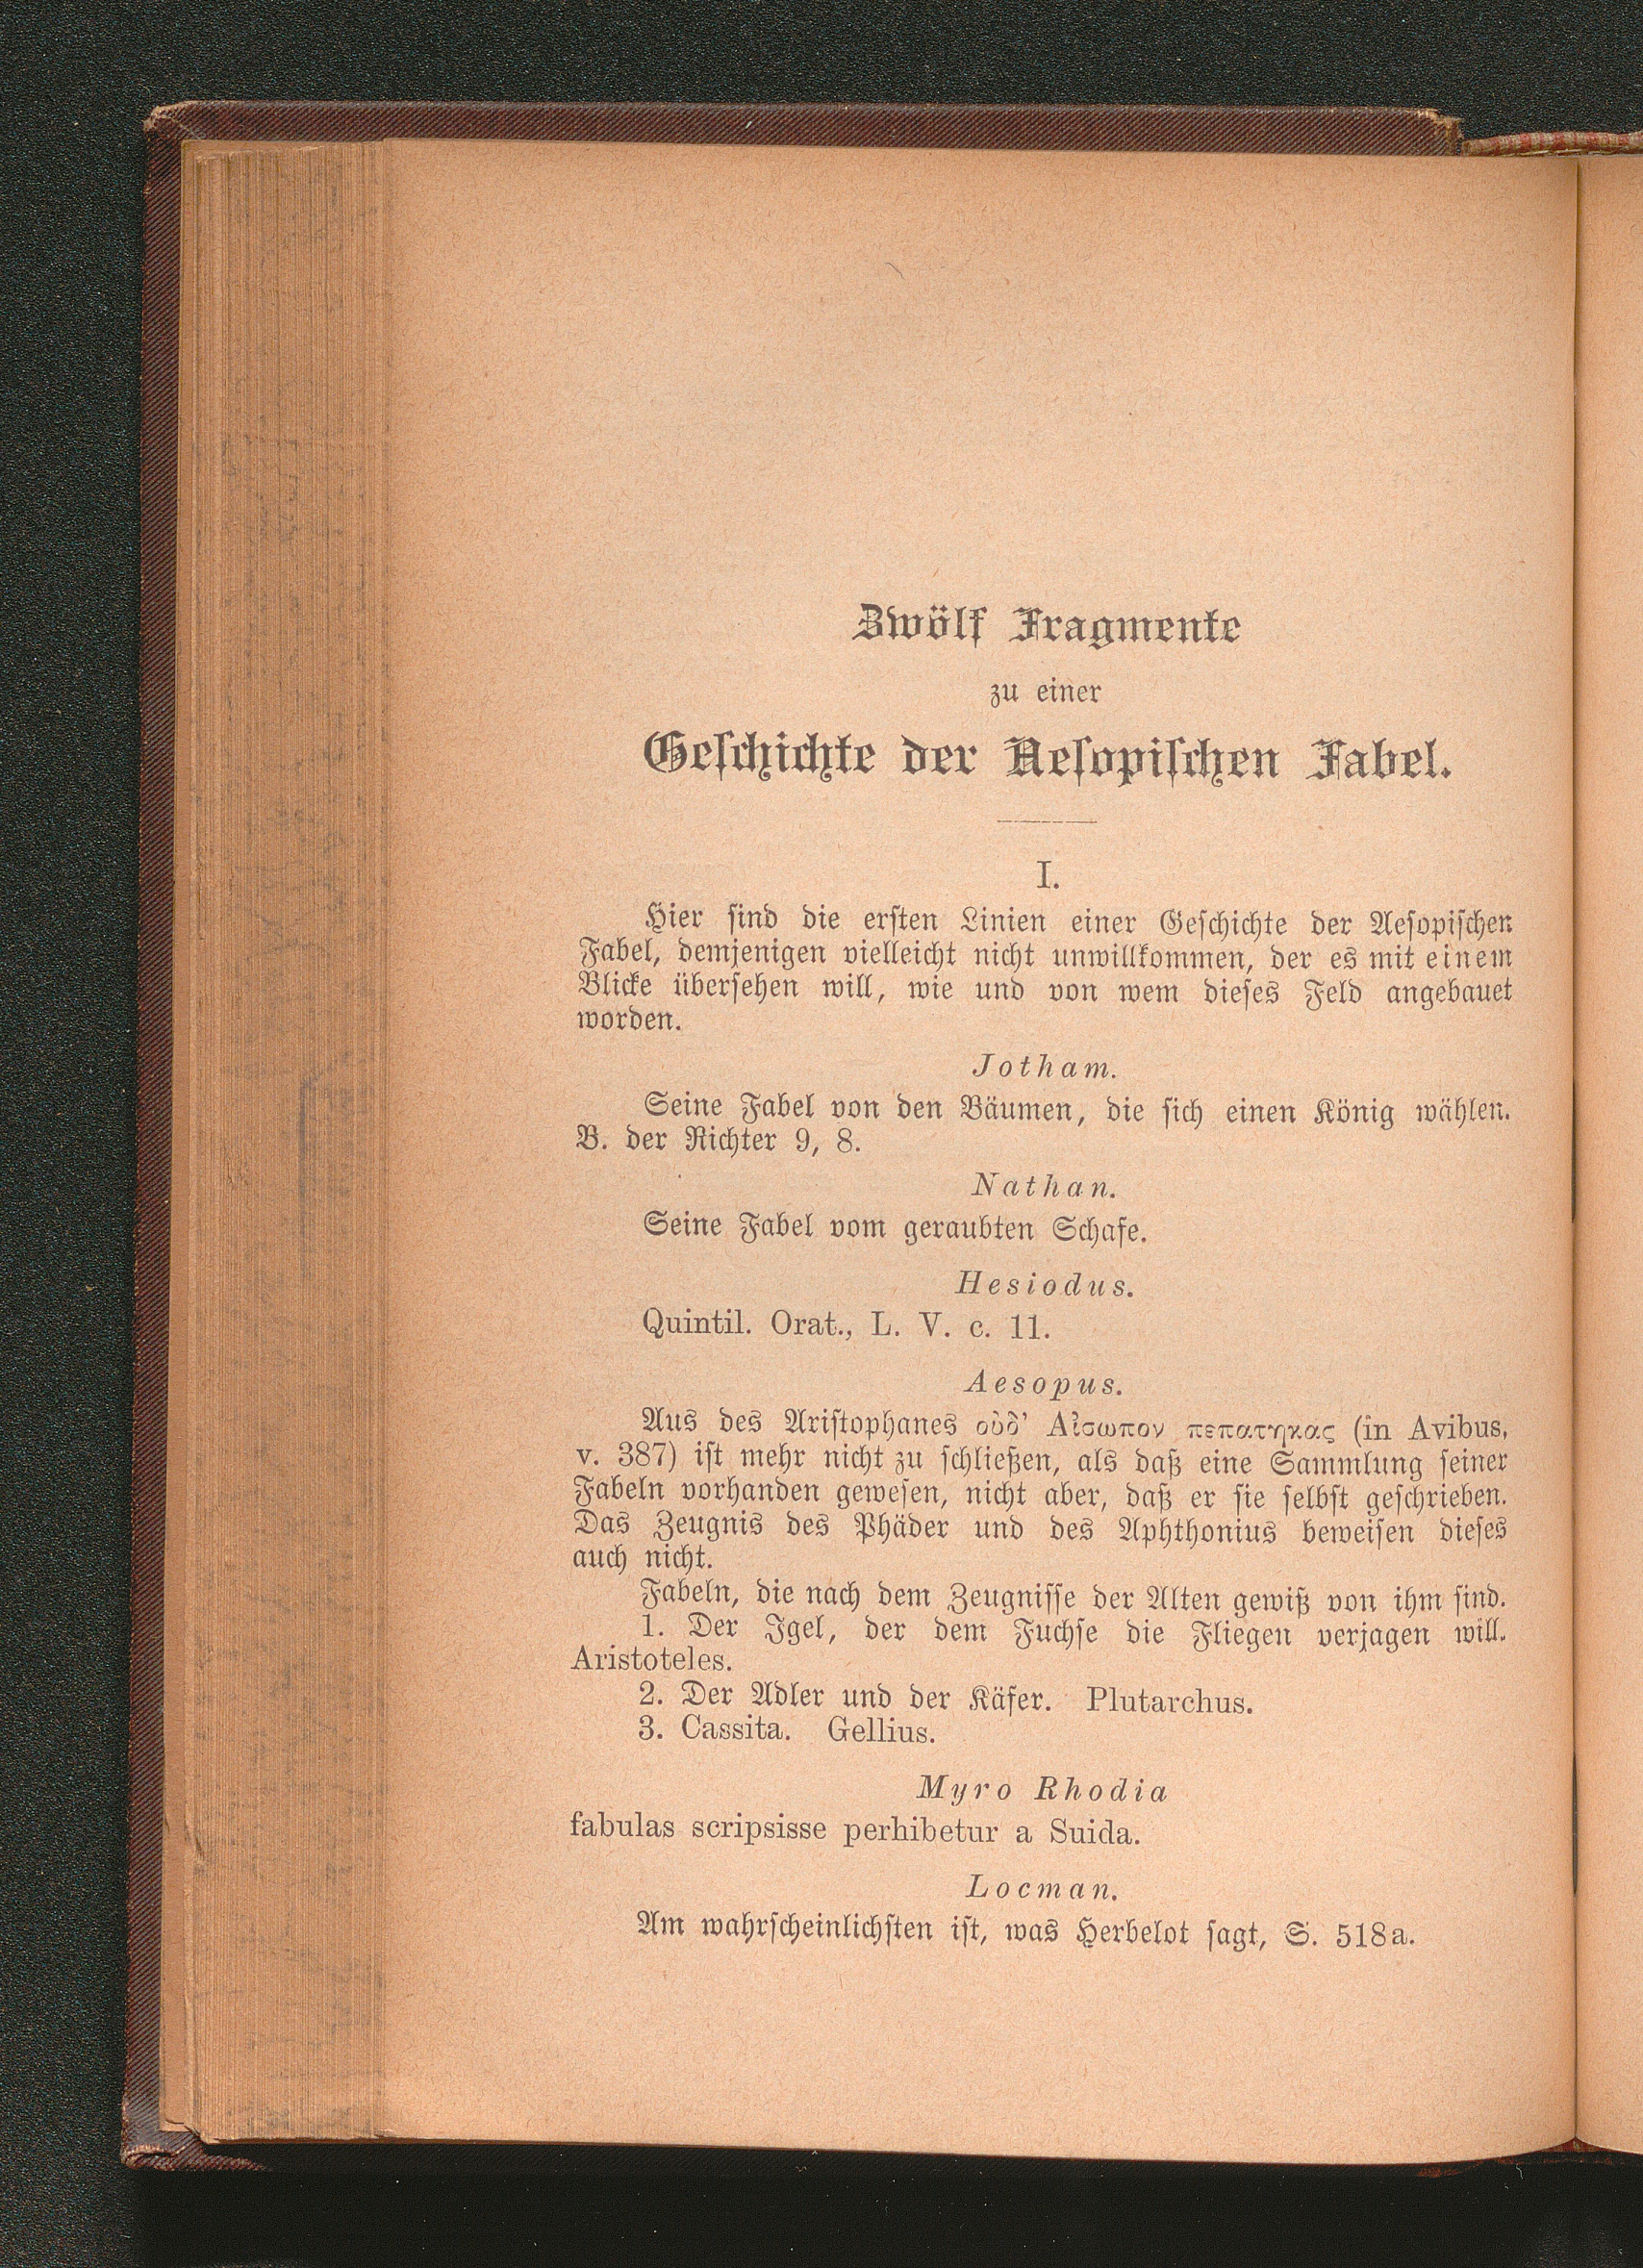 Zwölf Fragmente
zu einer
Geſchichte der Aeſopiſchen Fabel.
I.
Hier ſind die erſten Linien einer Geſchichte der Aeſopiſchen
Fabel, demjenigen vielleicht nicht unwillkommen, der es mit einem
Blicke überſehen will, wie und von wem dieſes Feld angebauet
worden.
Jotham.
Seine Fabel von den Bäumen, die ſich einen König wählen.
B. der Richter 9, 8.
Nathan.
Seine Fabel vom geraubten Schafe.
Hesiodus.
Quintil. Orat., L. V. c. 11.
Aesopus.
Aus des Ariſtophanes οὐδ' Αἴσωπον πεπατηκας (in Avibus,
v. 387) iſt mehr nicht zu ſchließen, als daß eine Sammlung ſeiner
Fabeln vorhanden geweſen, nicht aber, daß er ſie ſelbſt geſchrieben.
Das Zeugnis des Phäder und des Aphthonius beweiſen dieſes
auch nicht.
Fabeln, die nach dem Zeugniſſe der Alten gewiß von ihm ſind.
1. Der Igel, der dem Fuchſe die Fliegen verjagen will.
Aristoteles.
2. Der Adler und der Käfer. Plutarchus.
3. Cassita. Gellius.
Myro Rhodia
fabulas scripsisse perhibetur a Suida.
Locman.
Am wahrſcheinlichſten iſt, was Herbelot ſagt, S. 518a.